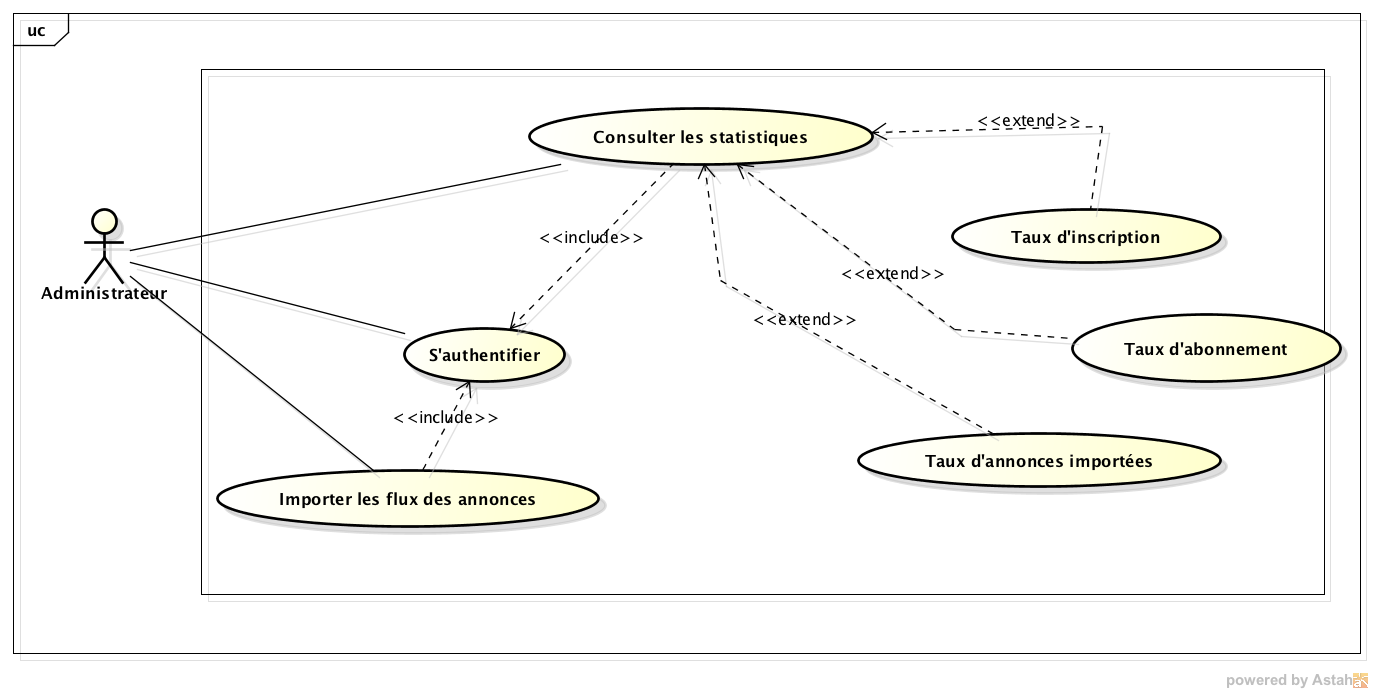 uc
Consulter les statistiques
<<extend>>
Taux d'inscription
<<include>>
<<extend>>
Administrateur
<<extend>>
S'authentifier
Taux d'abonnement
<<include>>
Taux d'annonces importées
Importer les flux des annonces
powered by Astah